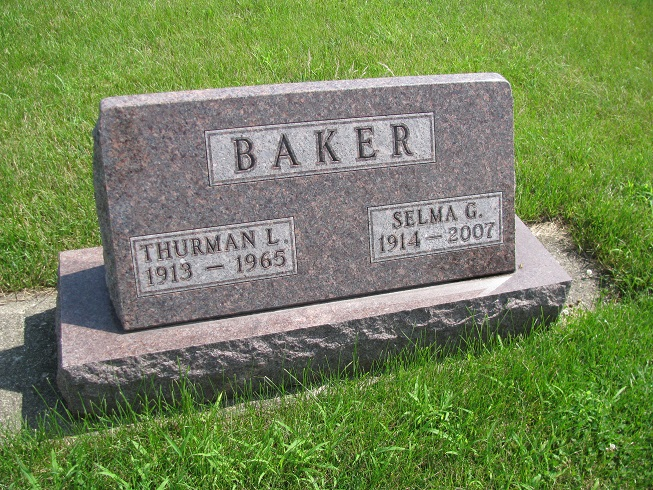 BAKER
THURMAN L.
1913 — 1965
SELMA G.
1914 — 2007